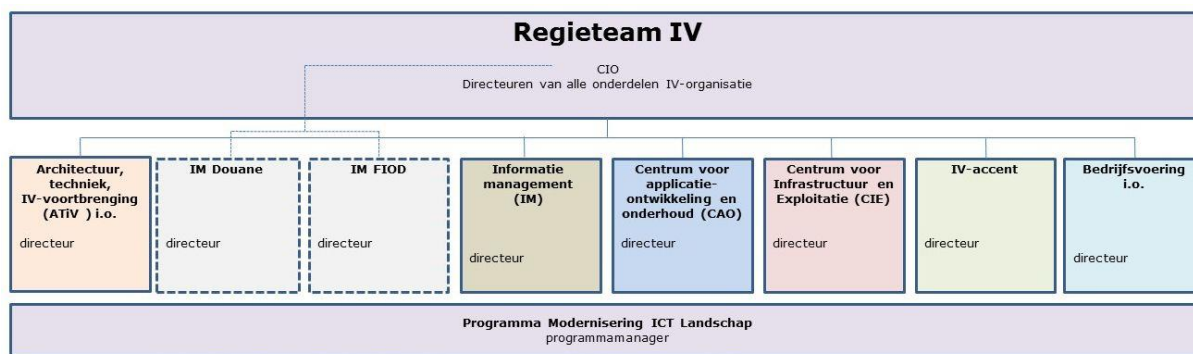 Regieteam IV
CIO
Directeuren van alle onderdelen IV-organisatie
Architectuur,
techniek,
IV-voortbrenging
(ATiV ) i.o.
directeur
IM Douane
directeur
IM FIOD
directeur
Informatie
management
(IM)
directeur
Centrum voor
applicatie-
ontwikkeling en
onderhoud (CAO)
directeur
Centrum voor
Infrastructuur en
Exploitatie (CIE)
directeur
IV-accent
directeur
Bedrijfsvoering
i.o.
directeur
Programma Modernisering ICT Landschap
programmamanager